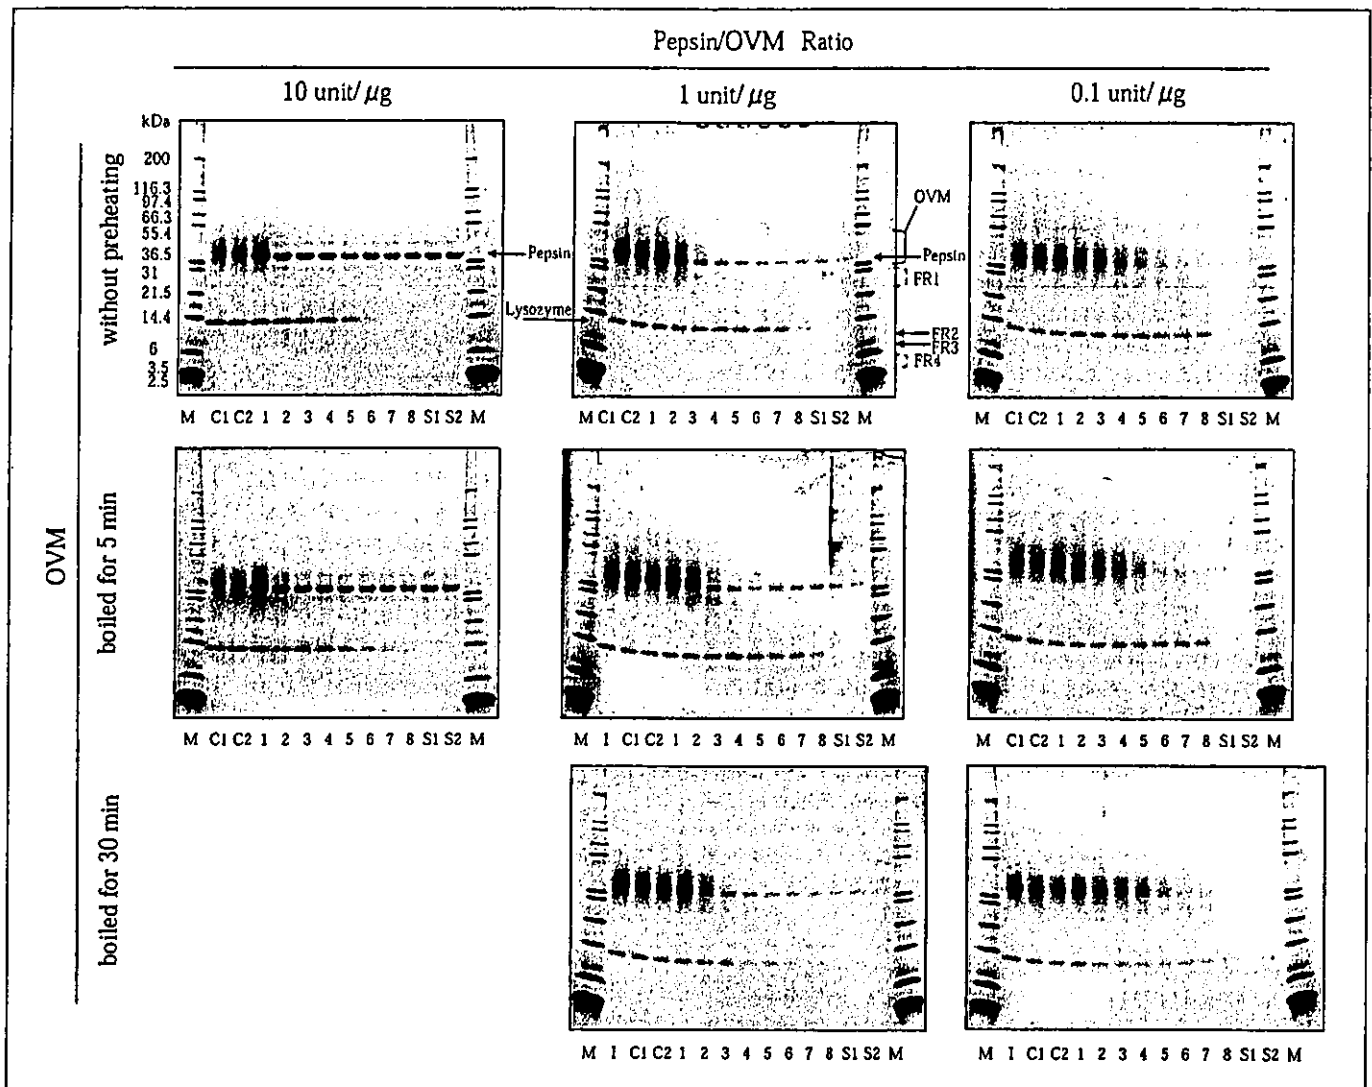 Pepsin/OVM Ratio
10 unit/ μg
1 unit/ μg
0.1 unit/ μg
OVM
without preheating
kDa
200
116.3
97.4
66.3
55.4
36.5
31
21.5
14.4
6
3.5
2.5
Pepsin
Lysozyme
OVM
Pepsin
FR1
FR2
FR3
FR4
M C1 C2 1 2 3 4 5 6 7 8 S1 S2 M
M C1 C2 1 2 3 4 5 6 7 8 S1 S2 M
M C1 C2 1 2 3 4 5 6 7 8 S1 S2 M
boiled for 5 min
M C1 C2 1 2 3 4 5 6 7 8 S1 S2 M
M I C1 C2 1 2 3 4 5 6 7 8 S1 S2 M
M C1 C2 1 2 3 4 5 6 7 8 S1 S2 M
boiled for 30 min
M I C1 C2 1 2 3 4 5 6 7 8 S1 S2 M
M I C1 C2 1 2 3 4 5 6 7 8 S1 S2 M